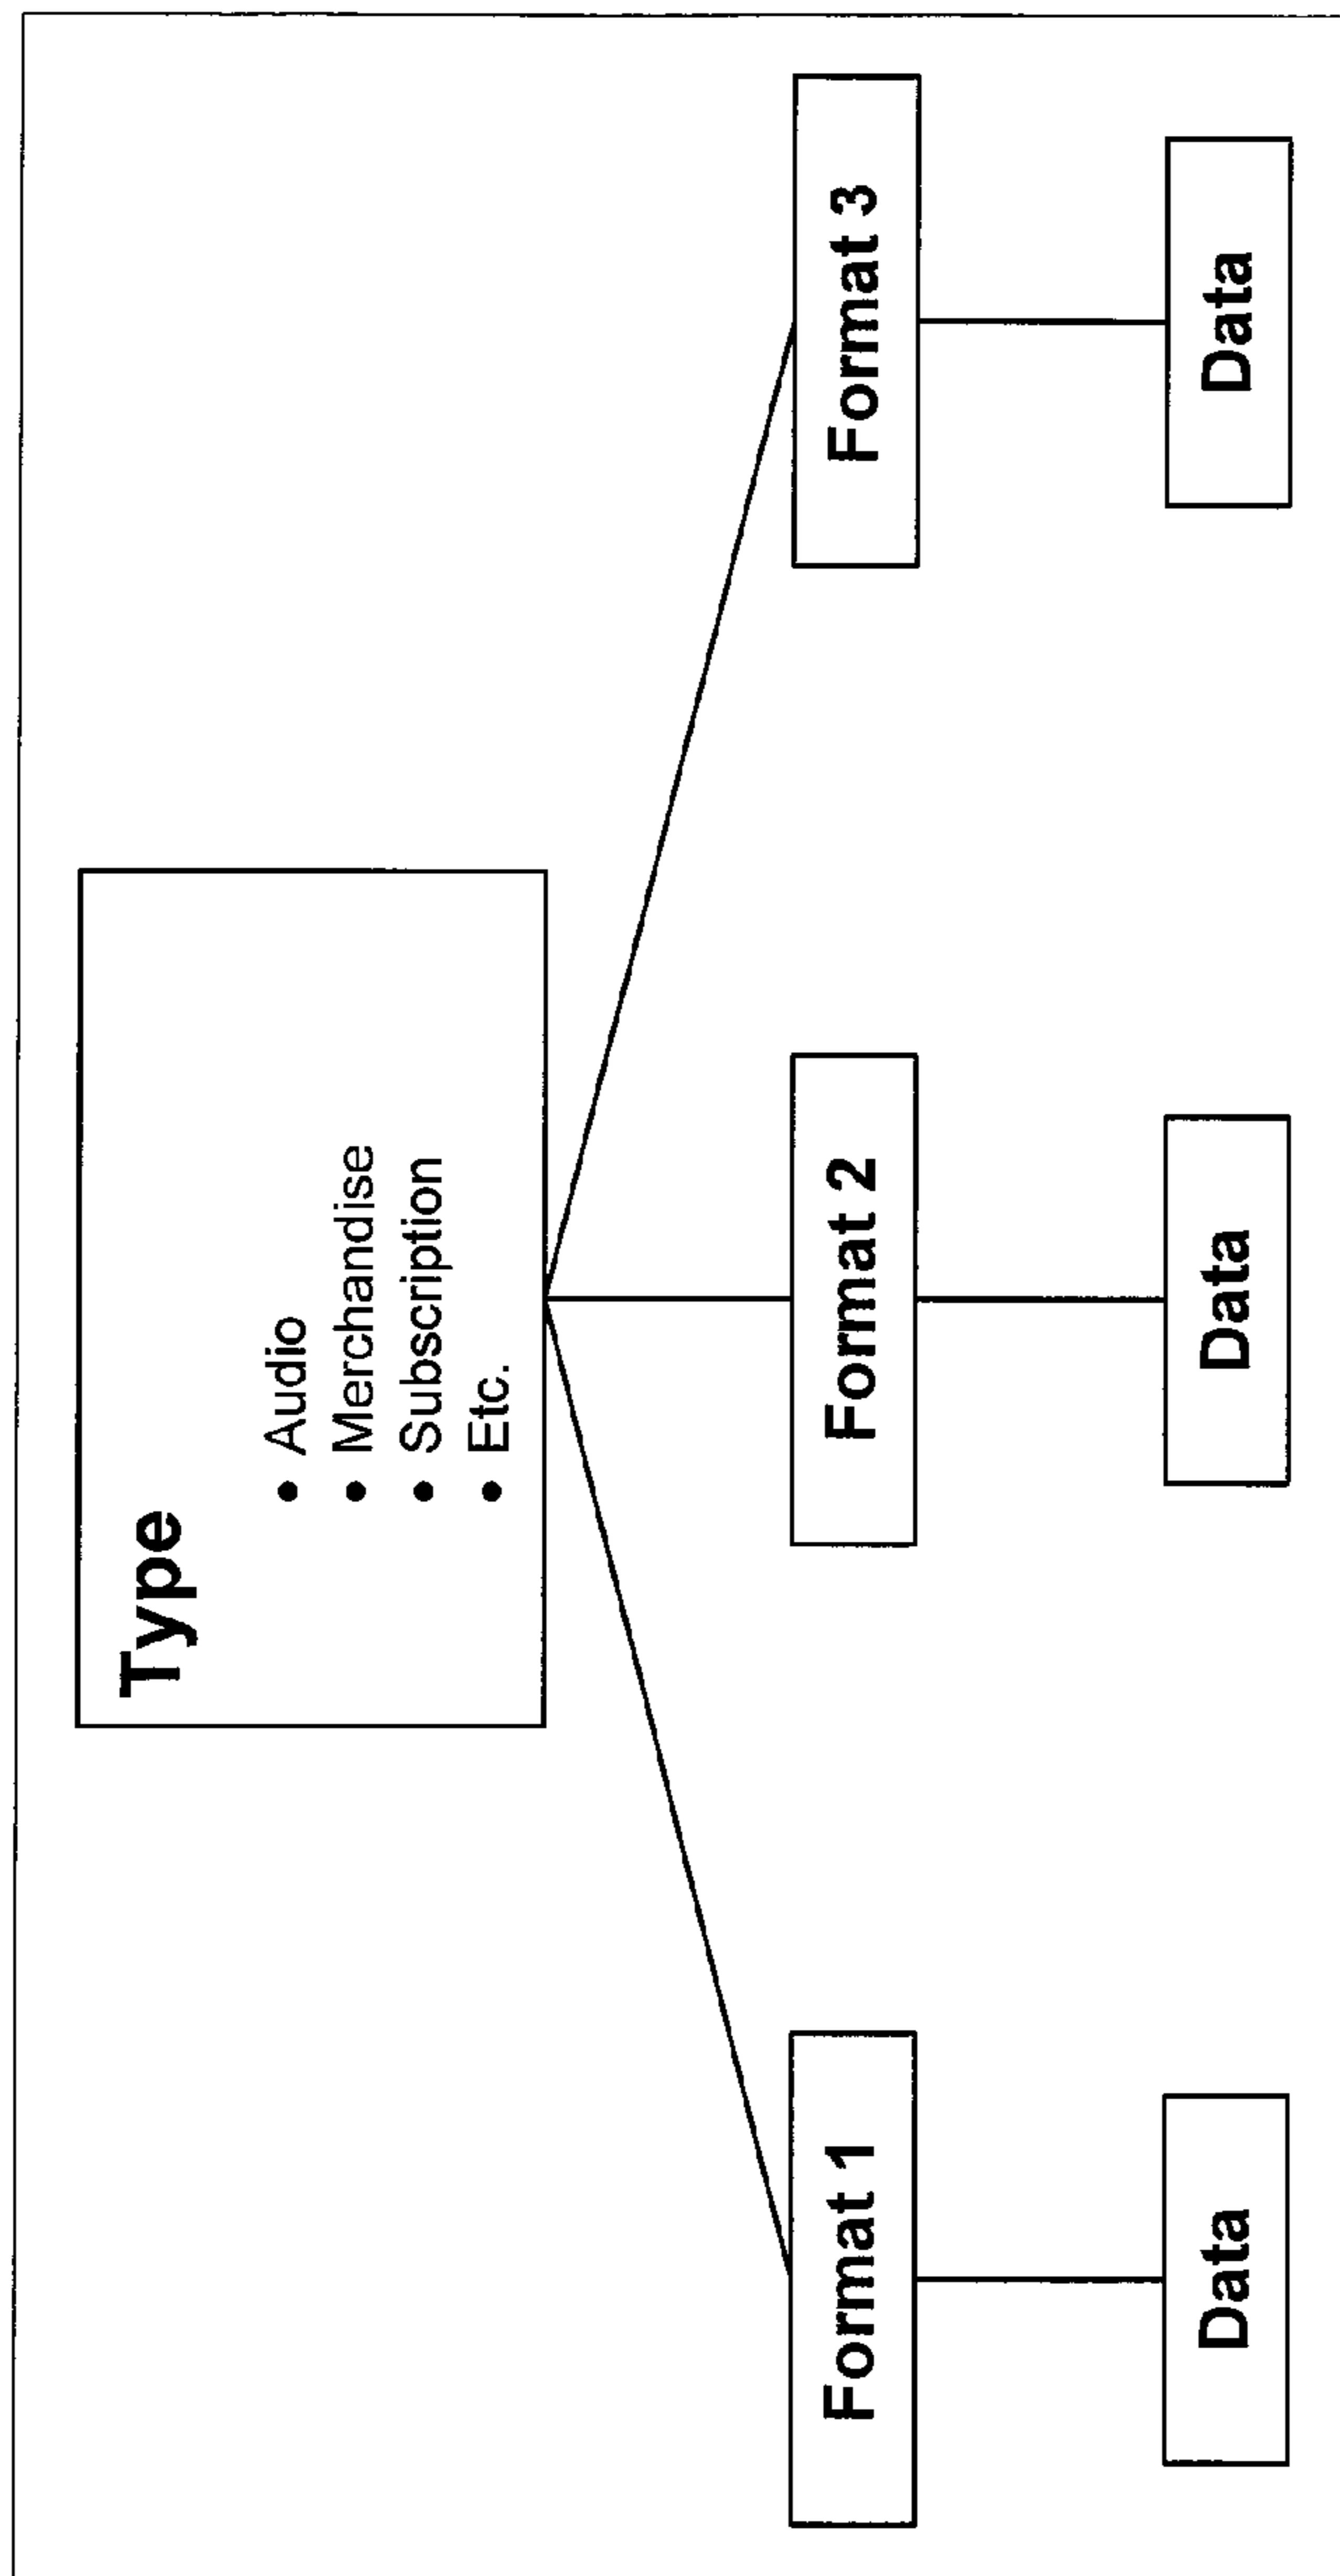 Type
• Audio
• Merchandise
• Subscription
• Etc.
Format 1
Format 2
Format 3
Data
Data
Data